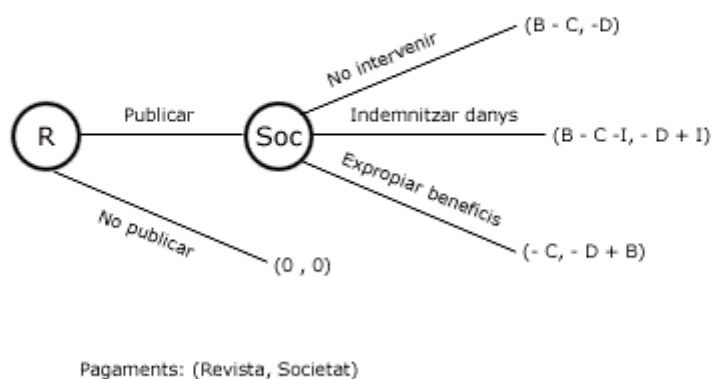 (B - C, -D)
No intervenir
Publicar
Indemnitzar danys
R
Soc
(B - C -I, - D + I)
Expropiar beneficis
No publicar
(- C, - D + B)
(0 , 0)
Pagaments: (Revista, Societat)